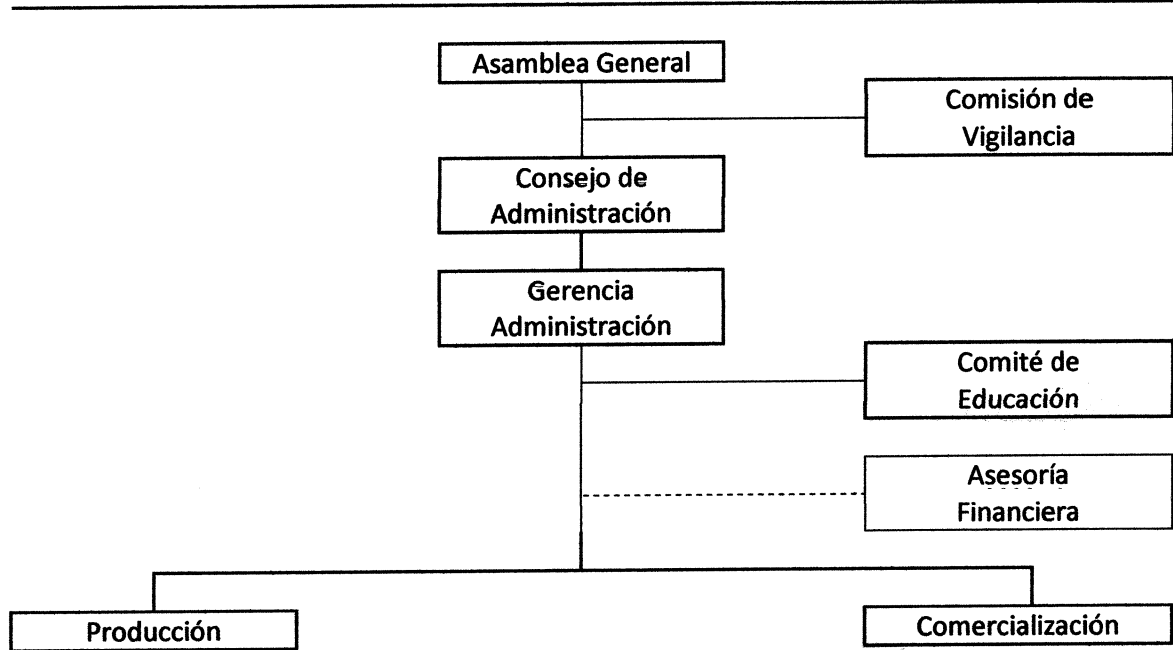 Asamblea General
Comisión de
Vigilancia
Consejo de
Administración
Gerencia
Administración
Comité de
Educación
Asesoría
Financiera
Producción
Comercialización